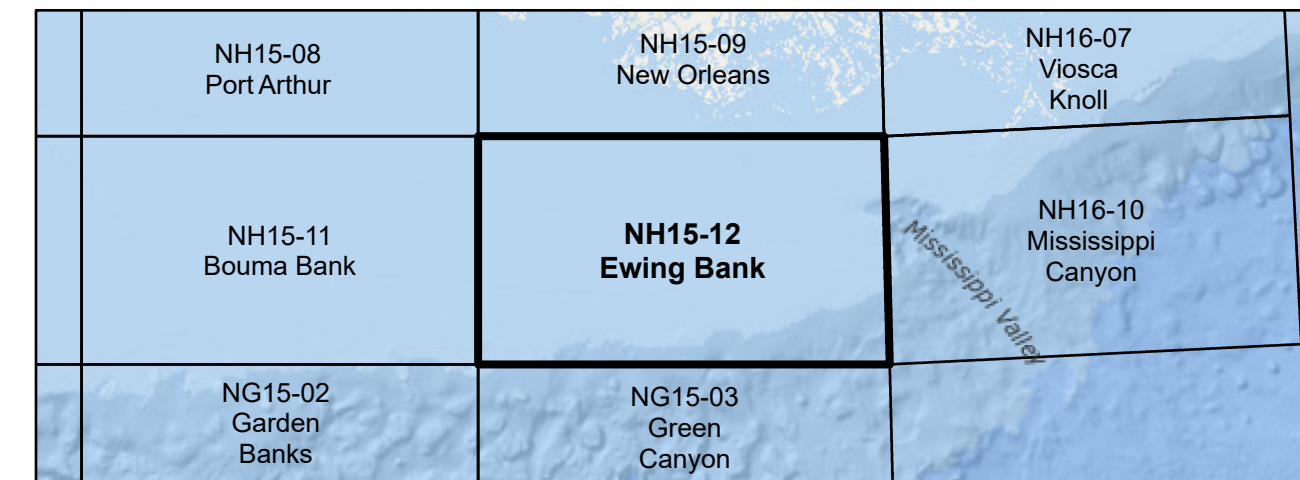 NH15-08
Port Arthur
NH15-09
New Orleans
NH16-07
Viosca
Knoll
NH15-11
Bouma Bank
NH15-12
Ewing Bank
NH16-10
Mississippi
Canyon
Mississippi Valley
NG15-02
Garden
Banks
NG15-03
Green
Canyon